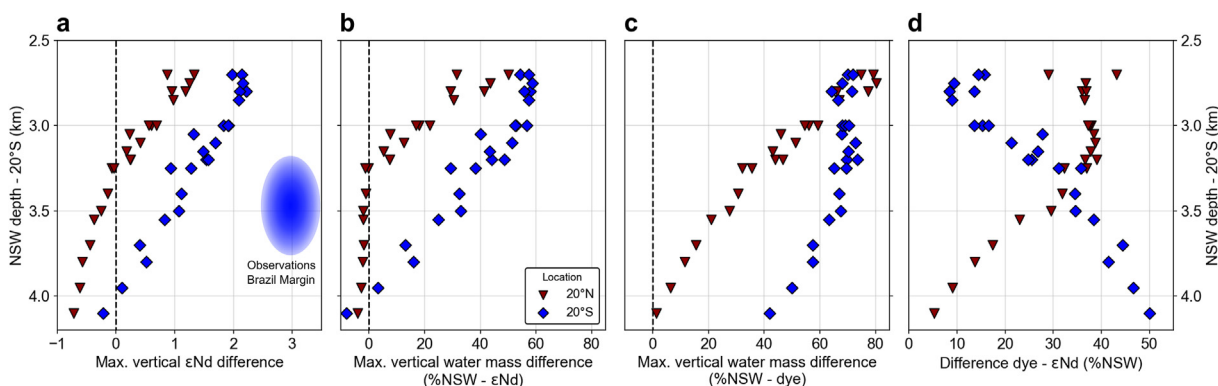 a
b
c
d
2.5
3.0
3.5
4.0
NSW depth - 20°S (km)
Observations
Brazil Margin
−1 0 1 2 3
Max. vertical εNd difference
Location
20°N
20°S
0 20 40 60 80
Max. vertical water mass difference
(%NSW - εNd)
0 20 40 60 80
Max. vertical water mass difference
(%NSW - dye)
0 10 20 30 40 50
Difference dye - εNd (%NSW)
2.5
3.0
3.5
4.0
NSW depth - 20°S (km)